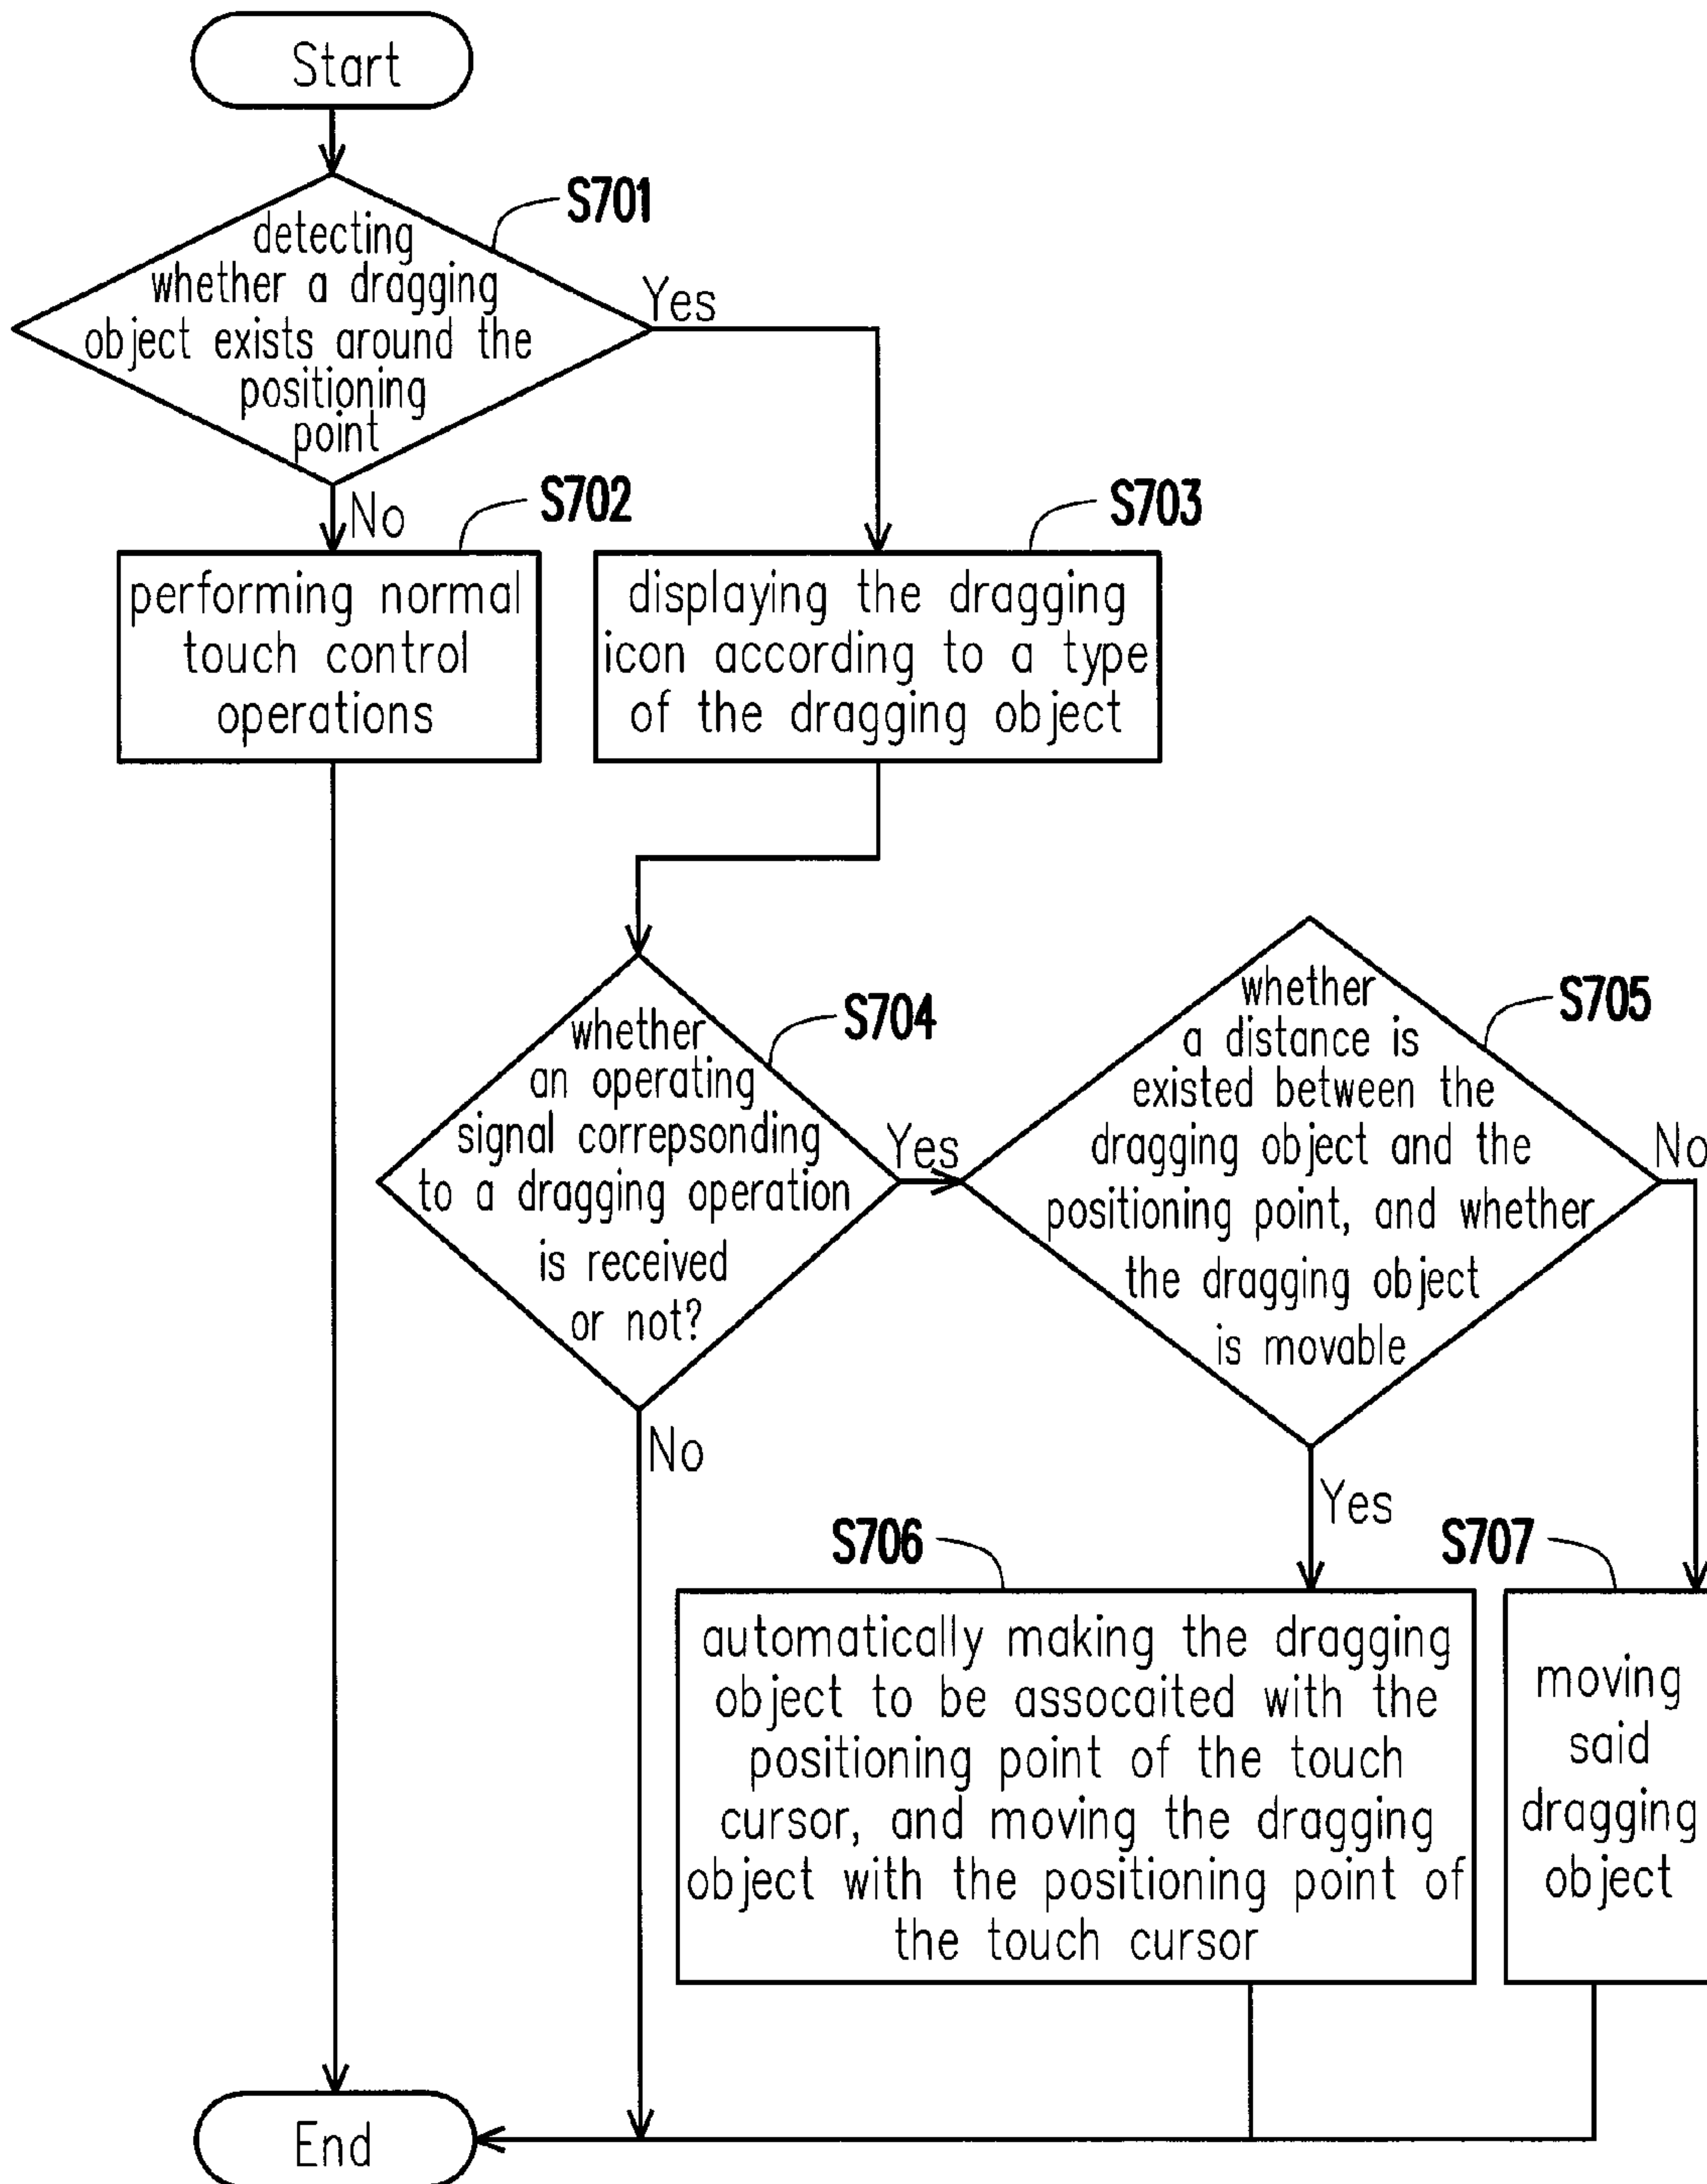 Start
S701
detecting
whether a dragging
object exists around the
positioning
point
Yes
No
S702
performing normal
touch control
operations
S703
displaying the dragging
icon according to a type
of the dragging object
S704
whether
an operating
signal correpsonding
to a dragging operation
is received
or not?
Yes
No
S705
whether
a distance is
existed between the
dragging object and the
positioning point, and whether
the dragging object
is movable
No
Yes
S706
automatically making the dragging
object to be assocaited with the
positioning point of the touch
cursor, and moving the dragging
object with the positioning point of
the touch cursor
S707
moving
said
dragging
object
End